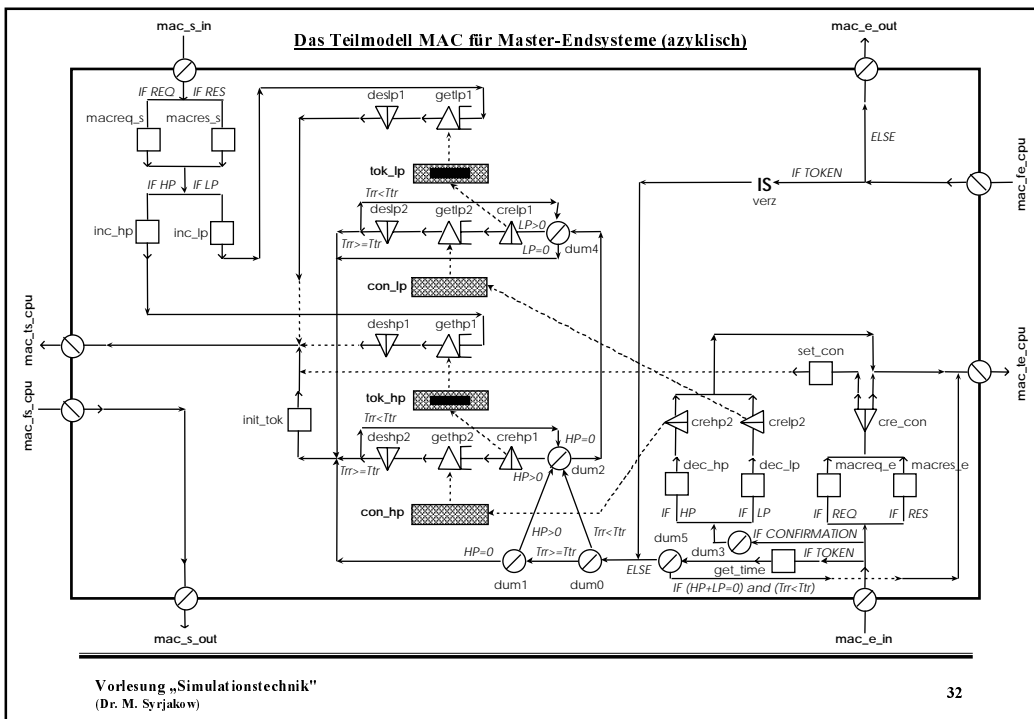 mac_s_in
mac_e_out
Das Teilmodell MAC für Master-Endsysteme (azyklisch)
IF REQ
IF RES
macreq_s
macres_s
deslp1
getlp1
ELSE
mac_fe_cpu
tok_lp
IF TOKEN
IS
verz
IF HP
IF LP
Trr<Ttr
inc_hp
inc_lp
deslp2
getlp2
crelp1
LP>0
dum4
Trr>=Ttr
LP=0
con_lp
mac_ts_cpu
deshp1
gethp1
set_con
mac_te_cpu
mac_fs_cpu
tok_hp
init_tok
Trr<Ttr
crehp2
crelp2
cre_con
deshp2
gethp2
crehp1
HP=0
dum2
Trr>=Ttr
HP>0
dec_hp
dec_lp
macreq_e
macres_e
con_hp
HP>0
Trr<Ttr
IF HP
IF LP
IF REQ
IF RES
dum5
dum3
IF CONFIRMATION
HP=0
Trr>=Ttr
ELSE
get_time
IF TOKEN
dum1
dum0
IF (HP+LP=0) and (Trr<Ttr)
mac_s_out
mac_e_in
Vorlesung „Simulationstechnik"
(Dr. M. Syrjakow)
32